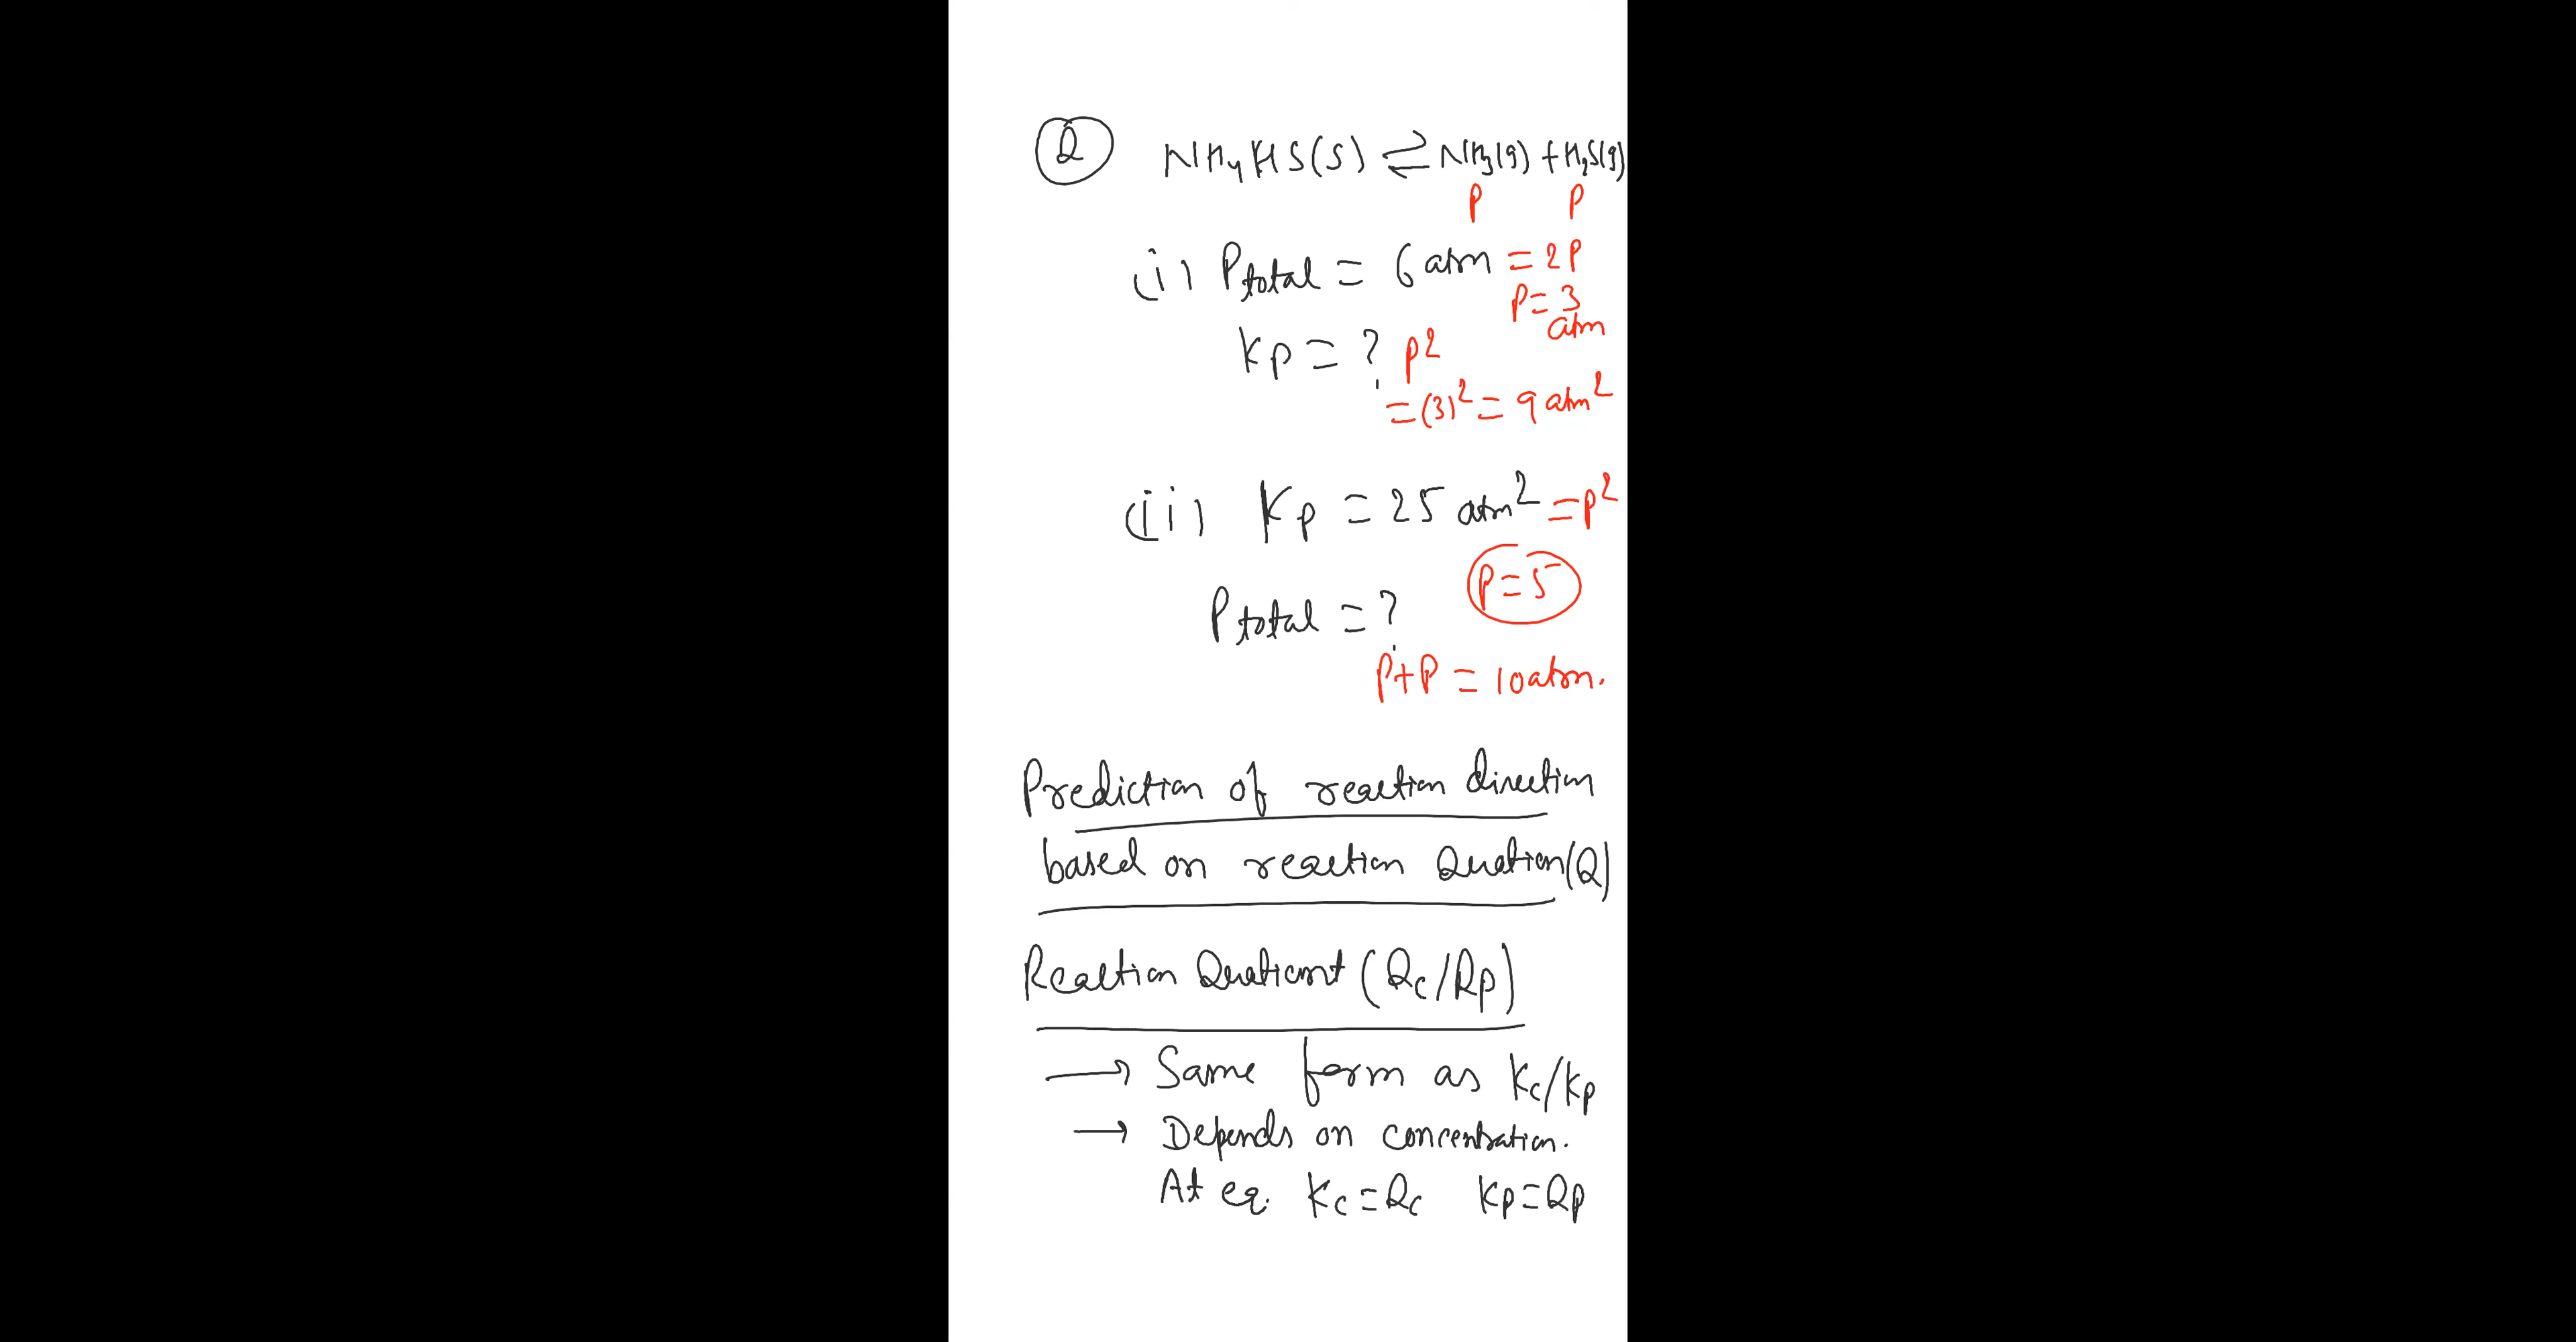 Q NH4HS(s) ⇌ NH3(g) + H2S(g)
P P
(i) Ptotal = 6 atm = 2P
P = 3
atm
Kp = ? P²
= (3)² = 9 atm²
(ii) Kp = 25 atm² = P²
P = 5
Ptotal = ?
P+P = 10 atm.
Prediction of reaction direction
based on reaction Quation(Q)
Reaction Quationt (Qc/Qp)
→ Same form as Kc/Kp
→ Depends on concentration.
At eq. Kc = Qc Kp = Qp